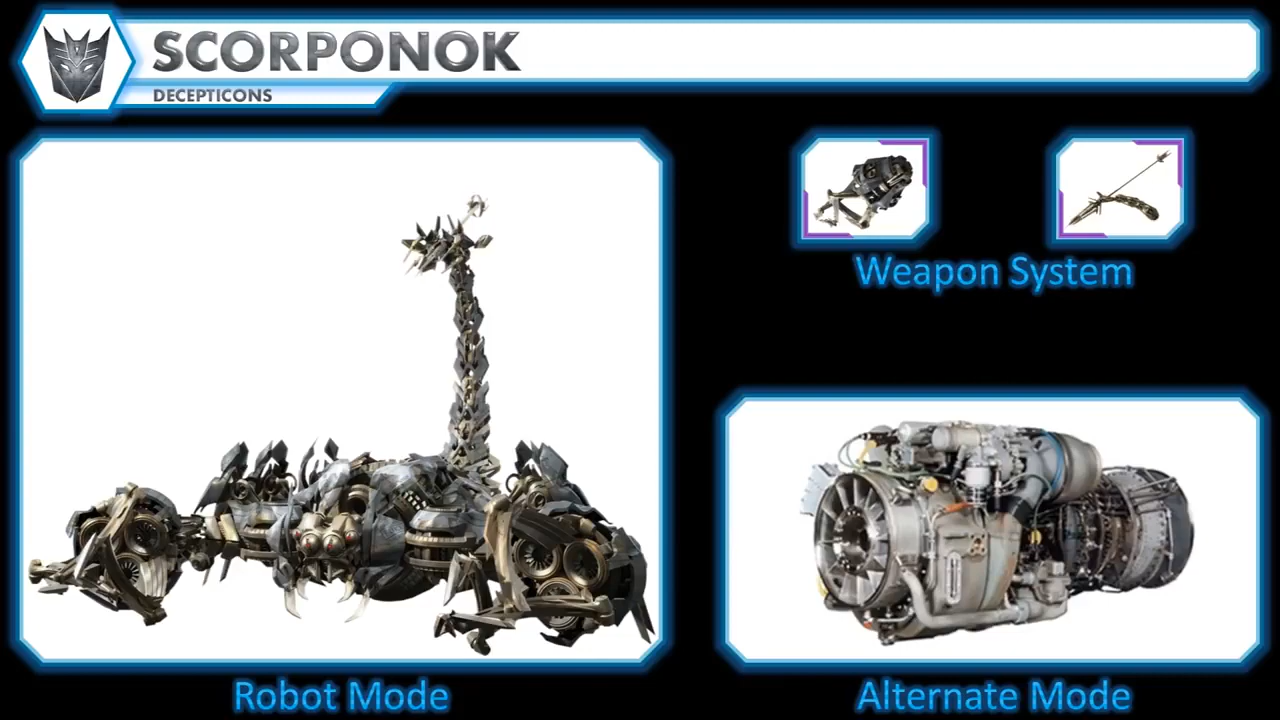 SCORPONOK
DECEPTICONS
Weapon System
Robot Mode
Alternate Mode